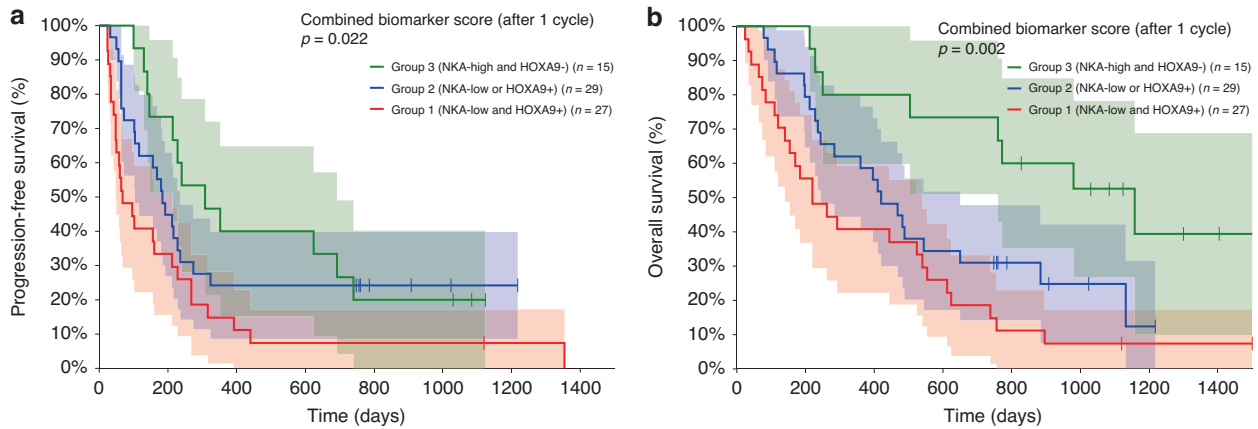 a
Combined biomarker score (after 1 cycle)
p = 0.022
Group 3 (NKA-high and HOXA9-) (n = 15)
Group 2 (NKA-low or HOXA9+) (n = 29)
Group 1 (NKA-low and HOXA9+) (n = 27)
Progression-free survival (%)
100%
90%
80%
70%
60%
50%
40%
30%
20%
10%
0%
0 200 400 600 800 1000 1200 1400
Time (days)
b
Combined biomarker score (after 1 cycle)
p = 0.002
Group 3 (NKA-high and HOXA9-) (n = 15)
Group 2 (NKA-low or HOXA9+) (n = 29)
Group 1 (NKA-low and HOXA9+) (n = 27)
Overall survival (%)
100%
90%
80%
70%
60%
50%
40%
30%
20%
10%
0%
0 200 400 600 800 1000 1200 1400
Time (days)